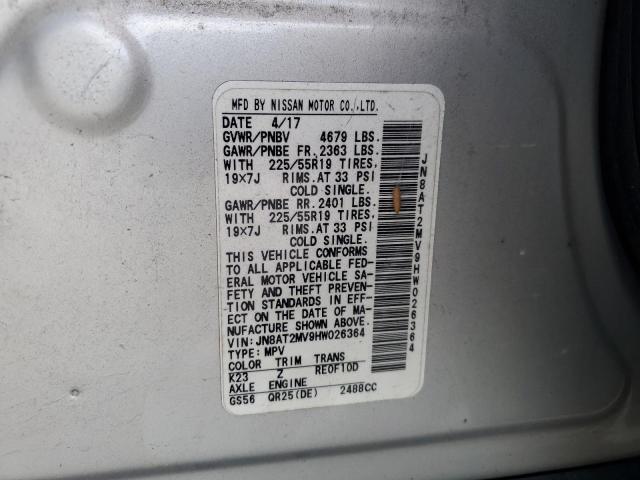 MFD BY NISSAN MOTOR CO.,LTD.
DATE 4/17
GVWR/PNBV 4679 LBS.
GAWR/PNBE FR. 2363 LBS.
WITH 225/55R19 TIRES,
19X7J RIMS.AT 33 PSI
COLD SINGLE.
GAWR/PNBE RR. 2401 LBS.
WITH 225/55R19 TIRES,
19X7J RIMS.AT 33 PSI
COLD SINGLE.
THIS VEHICLE CONFORMS
TO ALL APPLICABLE FED-
ERAL MOTOR VEHICLE SA-
FETY AND THEFT PREVEN-
TION STANDARDS IN EFF-
ECT ON THE DATE OF MA-
NUFACTURE SHOWN ABOVE.
VIN:JN8AT2MV9HW026364
TYPE:MPV
COLOR TRIM TRANS
K23 Z RE0F10D
AXLE ENGINE
GS56 QR25(DE) 2488CC
JN8AT2MV9HW026364